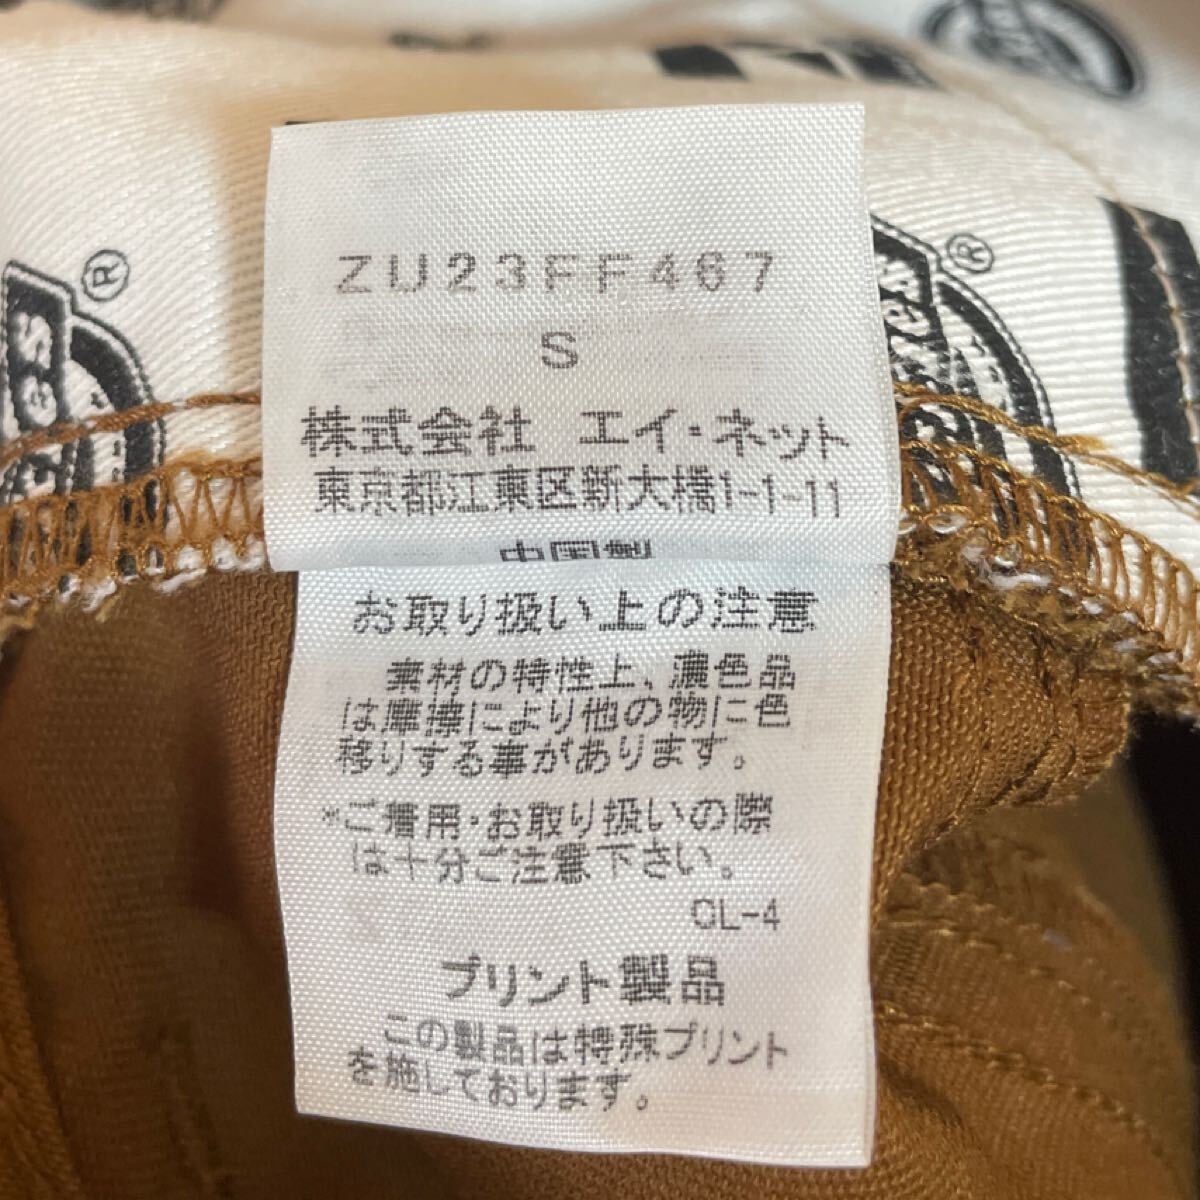 ZU23FF467
S
株式会社 エイ・ネット
東京都江東区新大橋1-1-11
中国製
お取り扱い上の注意
素材の特性上、濃色品
は摩擦により他の物に色
移りする事があります。
*ご着用・お取り扱いの際
は十分ご注意下さい。
CL-4
プリント製品
この製品は特殊プリント
を施しております。
®
®